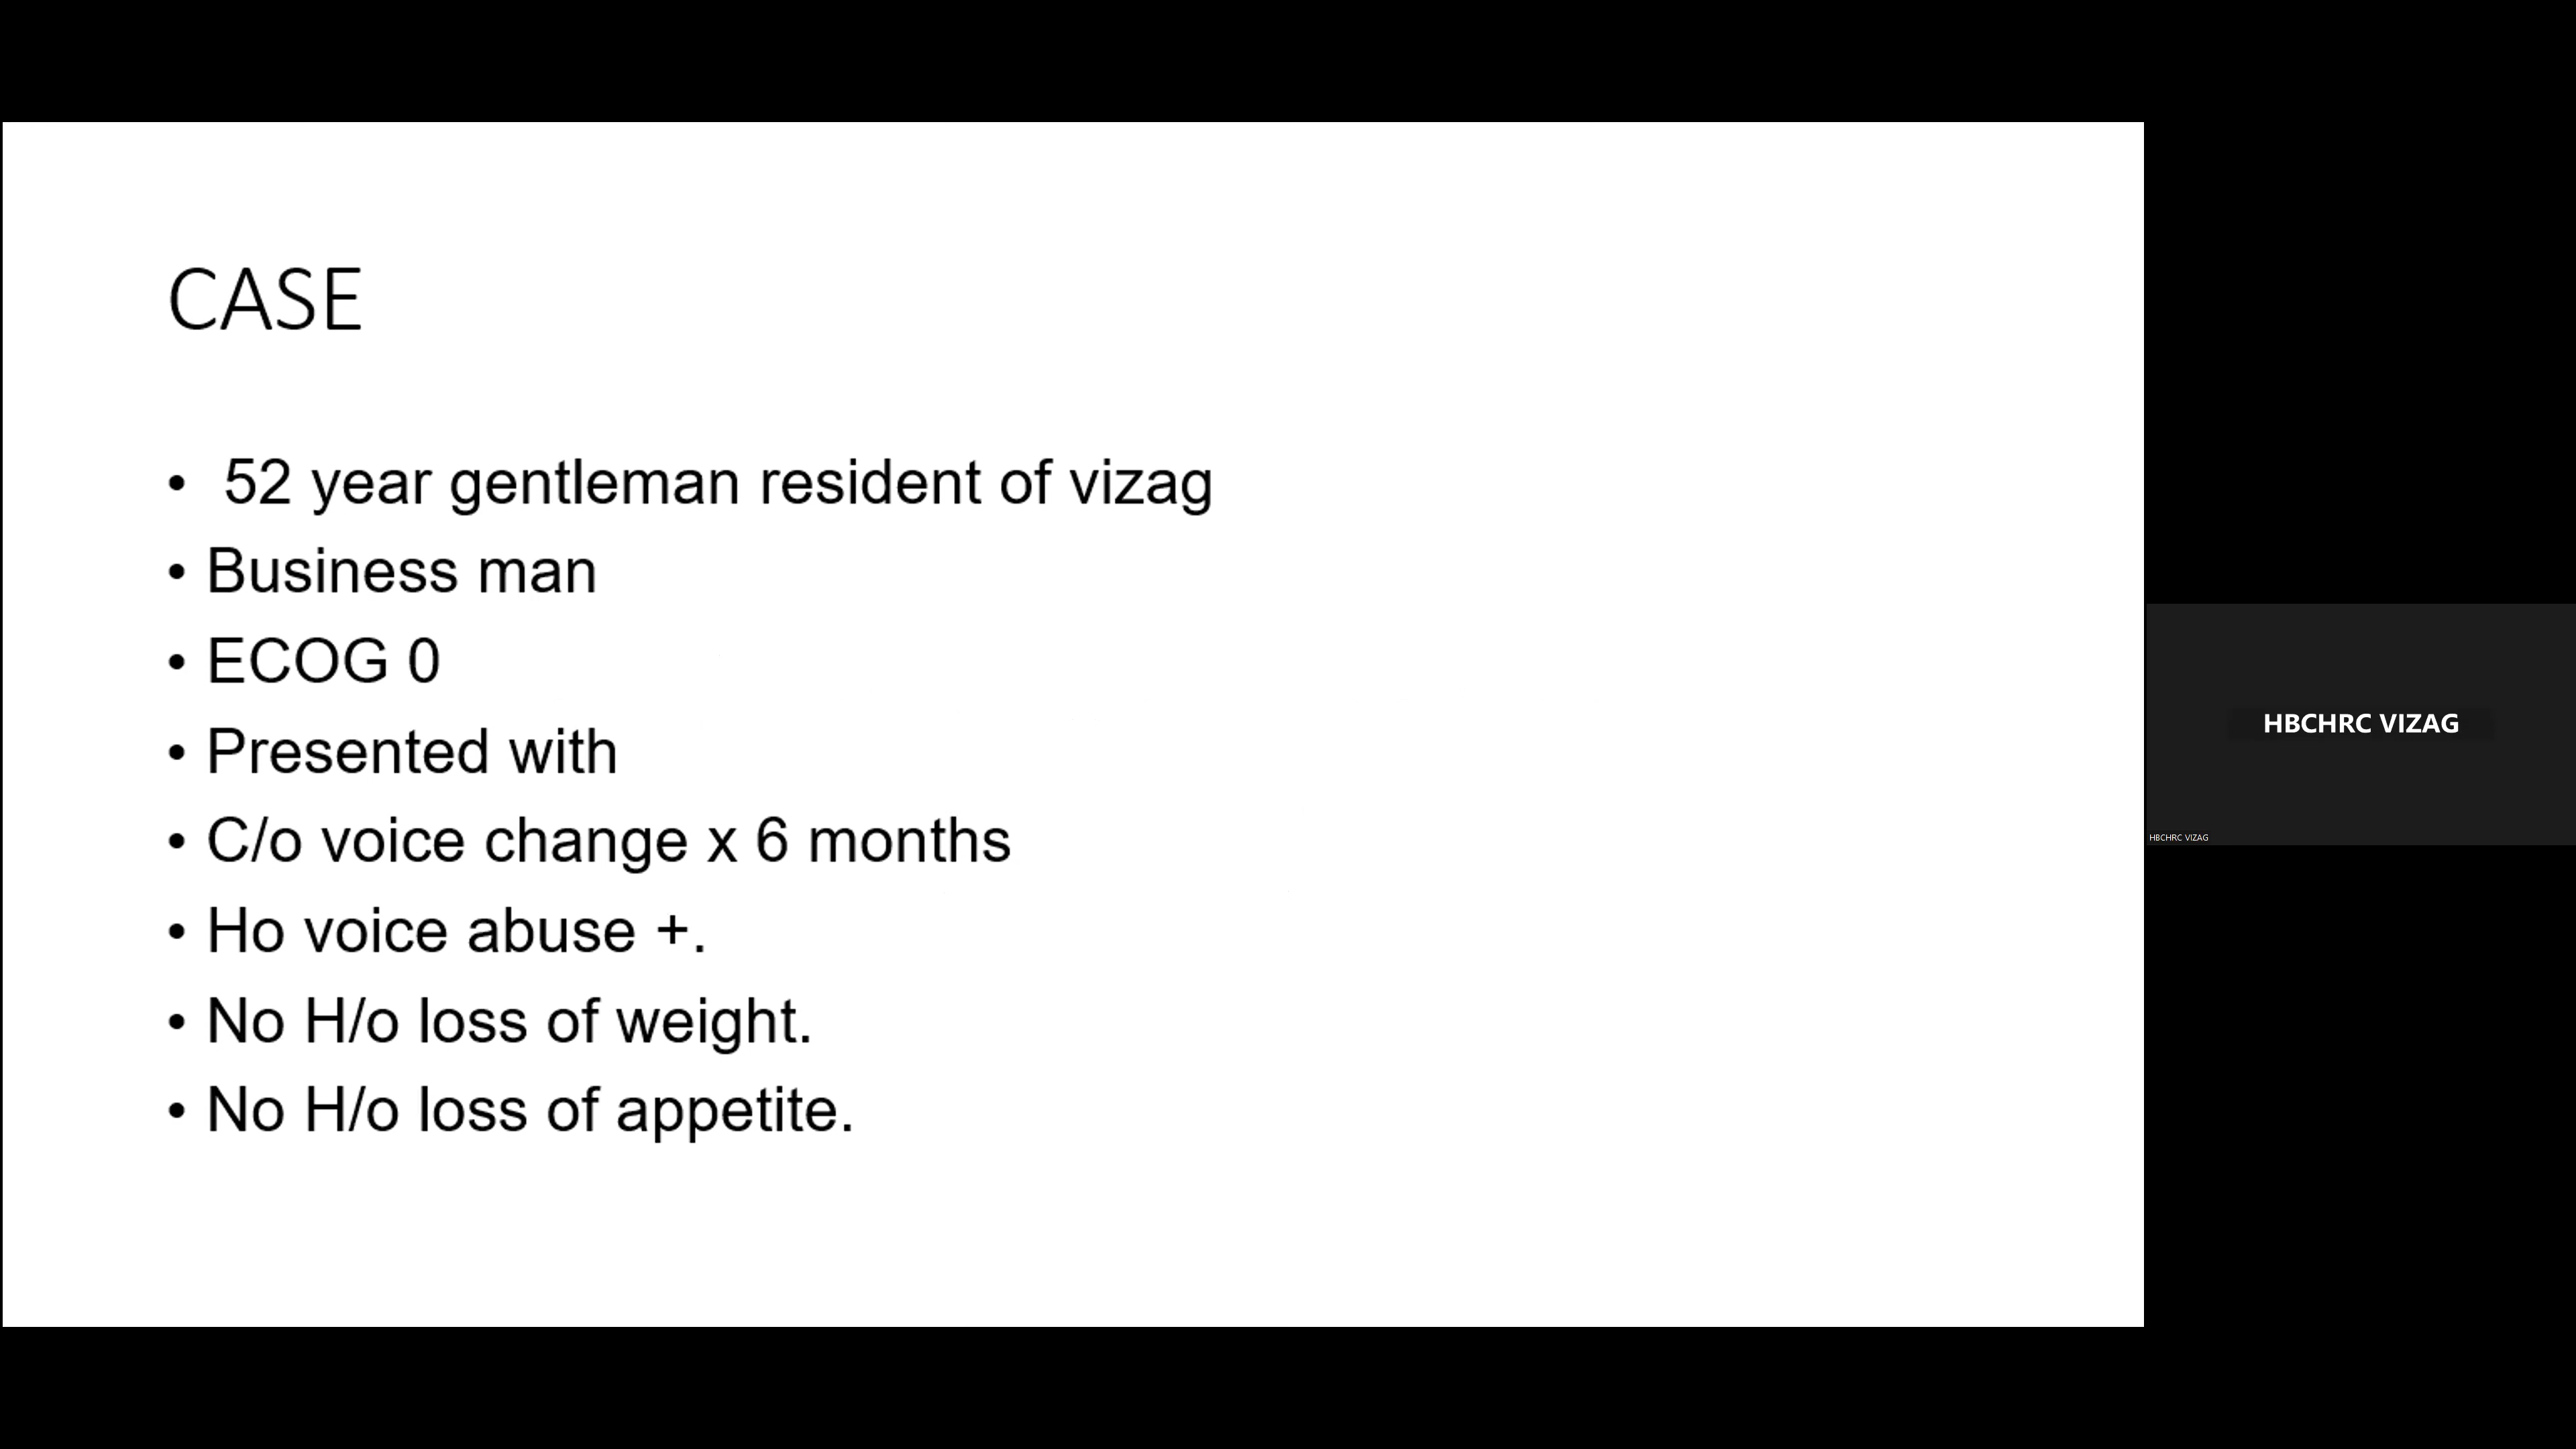 CASE
• 52 year gentleman resident of vizag
• Business man
• ECOG 0
• Presented with
• C/o voice change x 6 months
• Ho voice abuse +.
• No H/o loss of weight.
• No H/o loss of appetite.
HBCHRC VIZAG
HBCHRC VIZAG